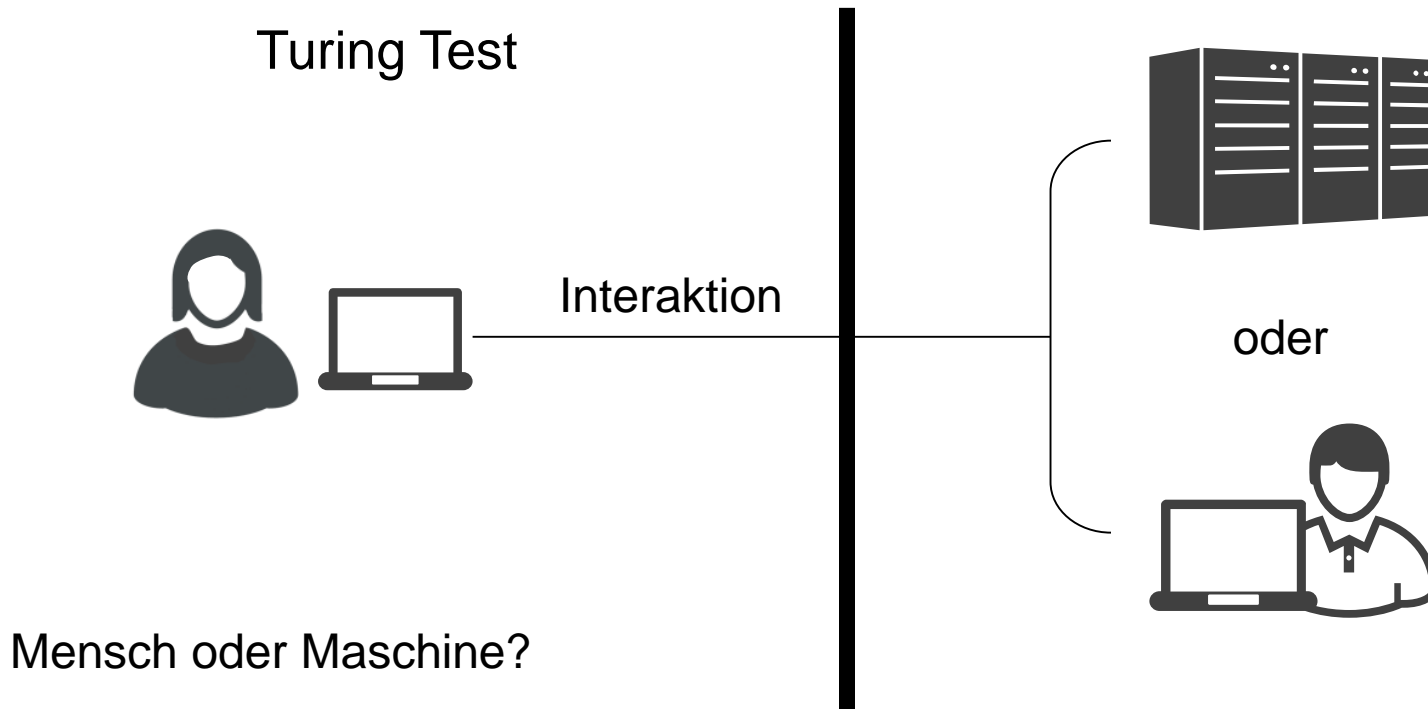 Turing Test
Interaktion
oder
Mensch oder Maschine?